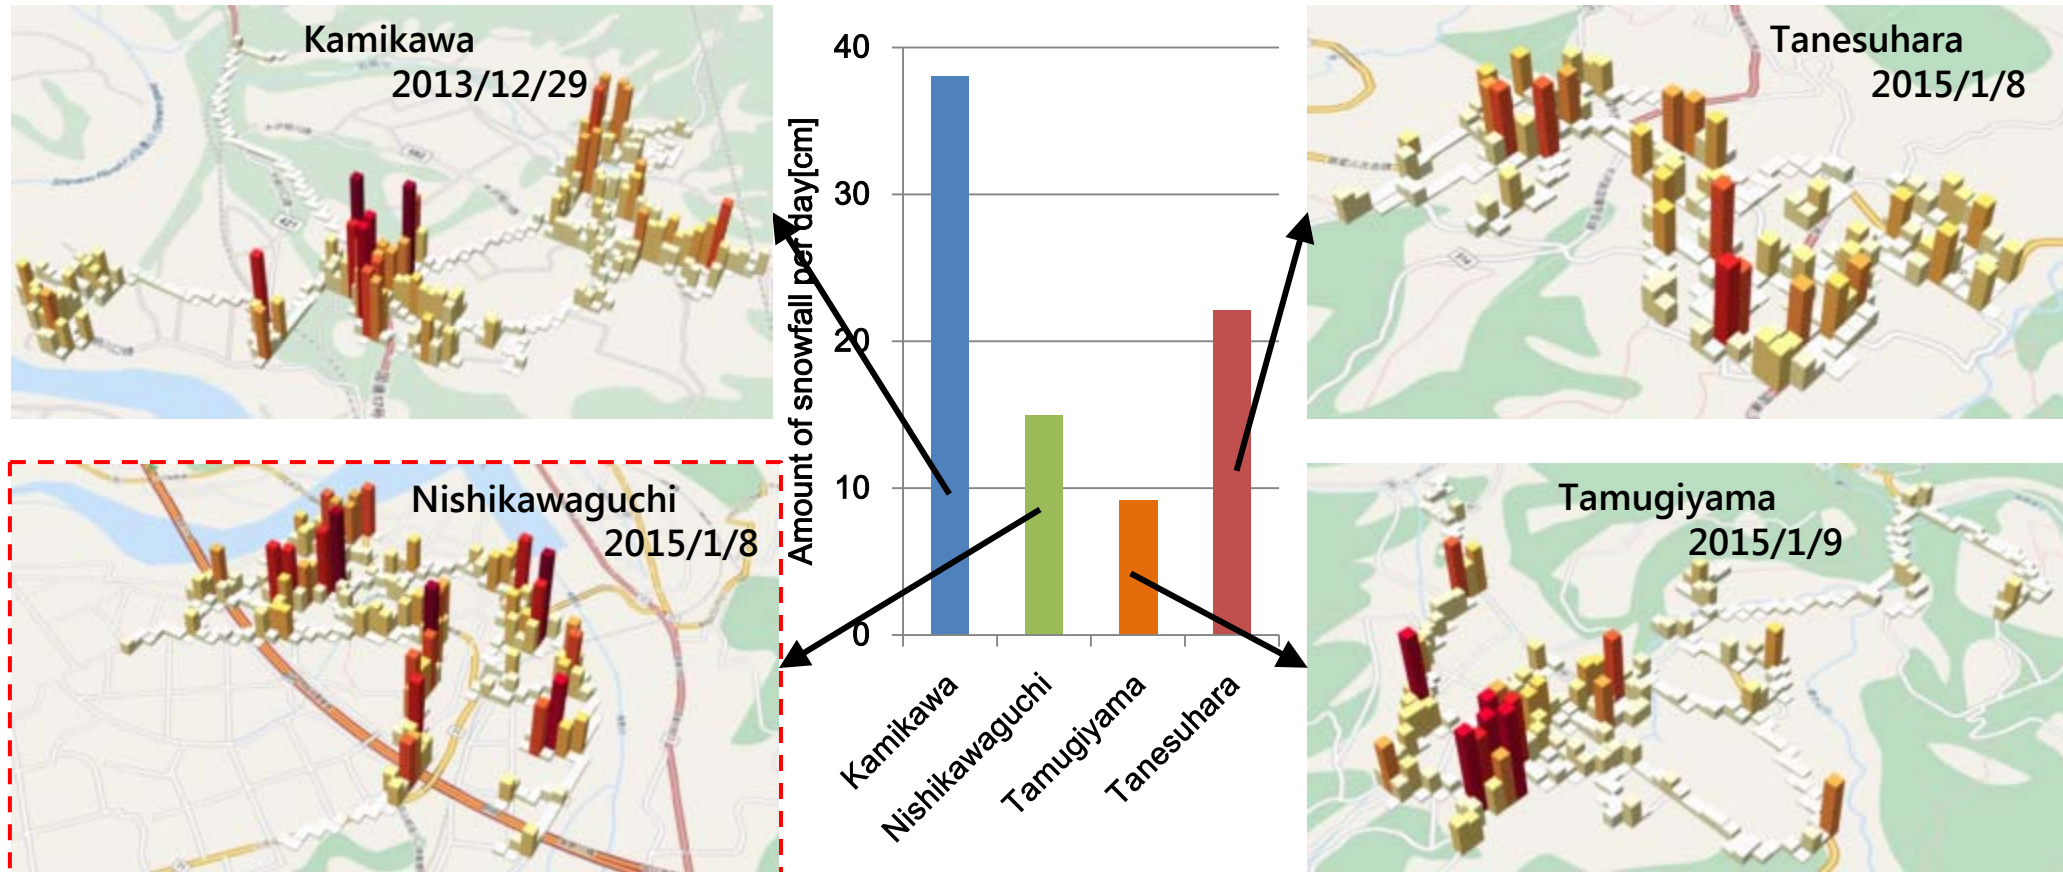 Kamikawa
2013/12/29
Tanesuhara
2015/1/8
Nishikawaguchi
2015/1/8
Tamugiyama
2015/1/9
Amount of snowfall per day[cm]
40
30
20
10
0
Kamikawa
Nishikawaguchi
Tamugiyama
Tanesuhara
421